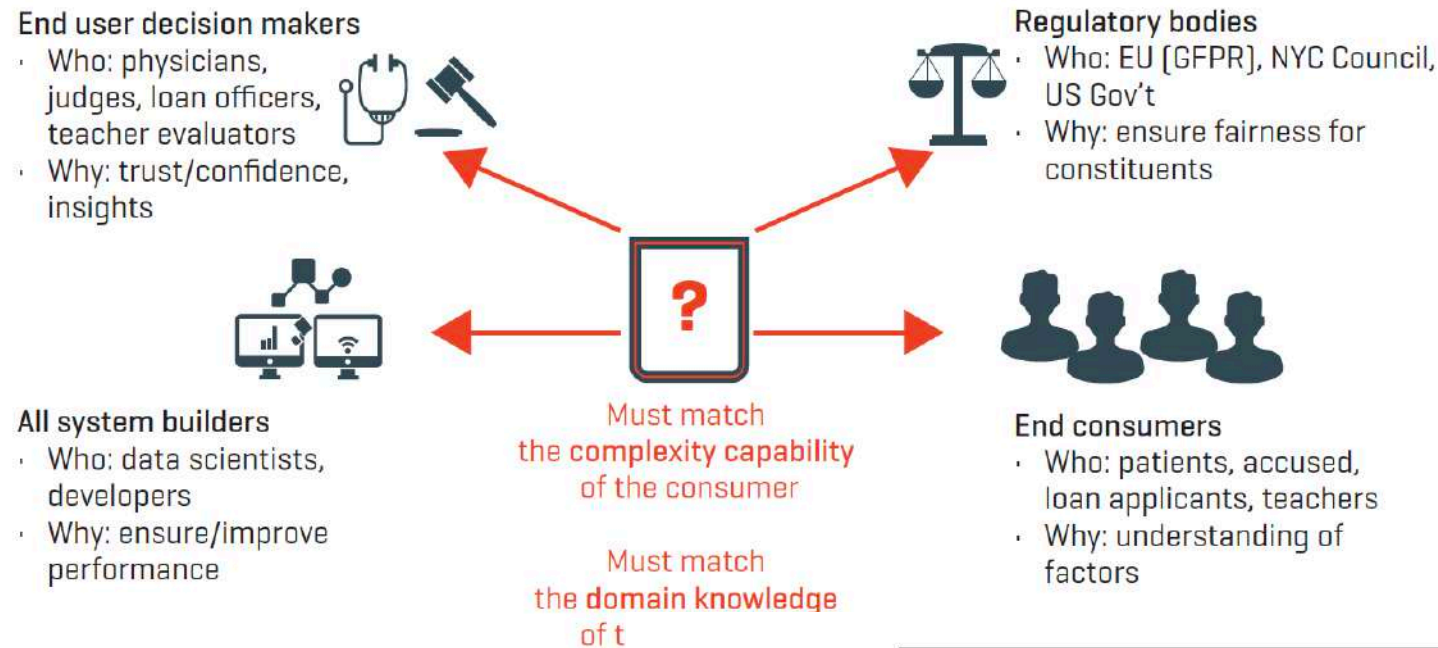 End user decision makers
· Who: physicians,
judges, loan officers,
teacher evaluators
· Why: trust/confidence,
insights
Regulatory bodies
· Who: EU (GFPR), NYC Council,
US Gov't
· Why: ensure fairness for
constituents
?
All system builders
· Who: data scientists,
developers
· Why: ensure/improve
performance
Must match
the complexity capability
of the consumer
Must match
the domain knowledge
of t
End consumers
· Who: patients, accused,
loan applicants, teachers
· Why: understanding of
factors